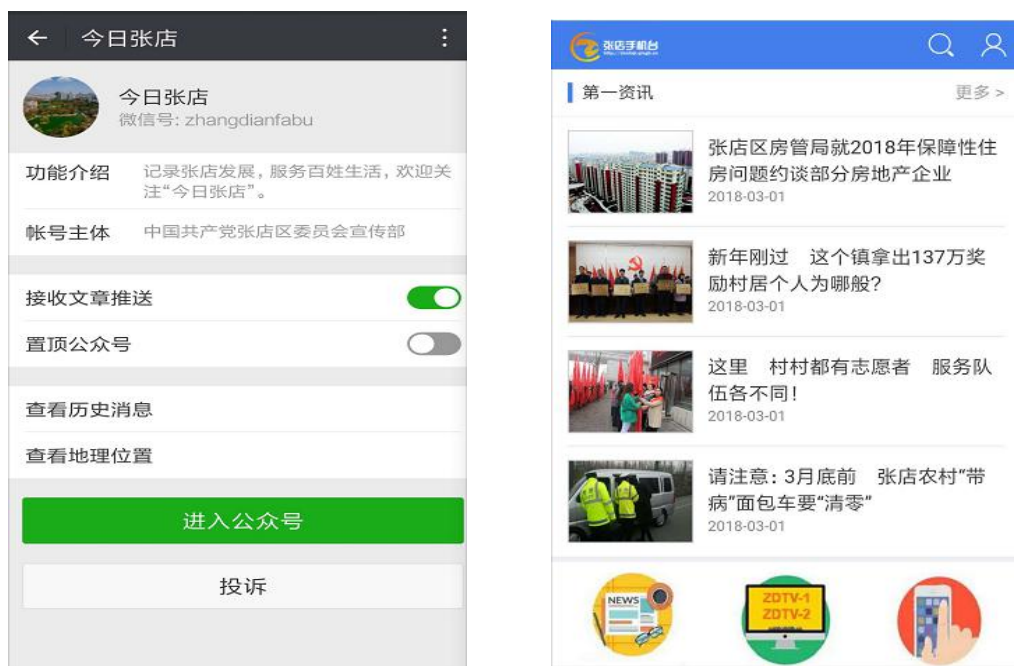 今日张店
今日张店
微信号: zhangdianfabu
功能介绍
记录张店发展，服务百姓生活，欢迎关
注“今日张店”。
帐号主体
中国共产党张店区委员会宣传部
接收文章推送
置顶公众号
查看历史消息
查看地理位置
进入公众号
投诉
张店手机台
第一资讯
更多 >
张店区房管局就2018年保障性住
房问题约谈部分房地产企业
2018-03-01
新年刚过　这个镇拿出137万奖
励村居个人为哪般？
2018-03-01
这里　村村都有志愿者　服务队
伍各不同！
2018-03-01
请注意：3月底前　张店农村“带
病”面包车要“清零”
2018-03-01
NEWS
ZDTV-1
ZDTV-2